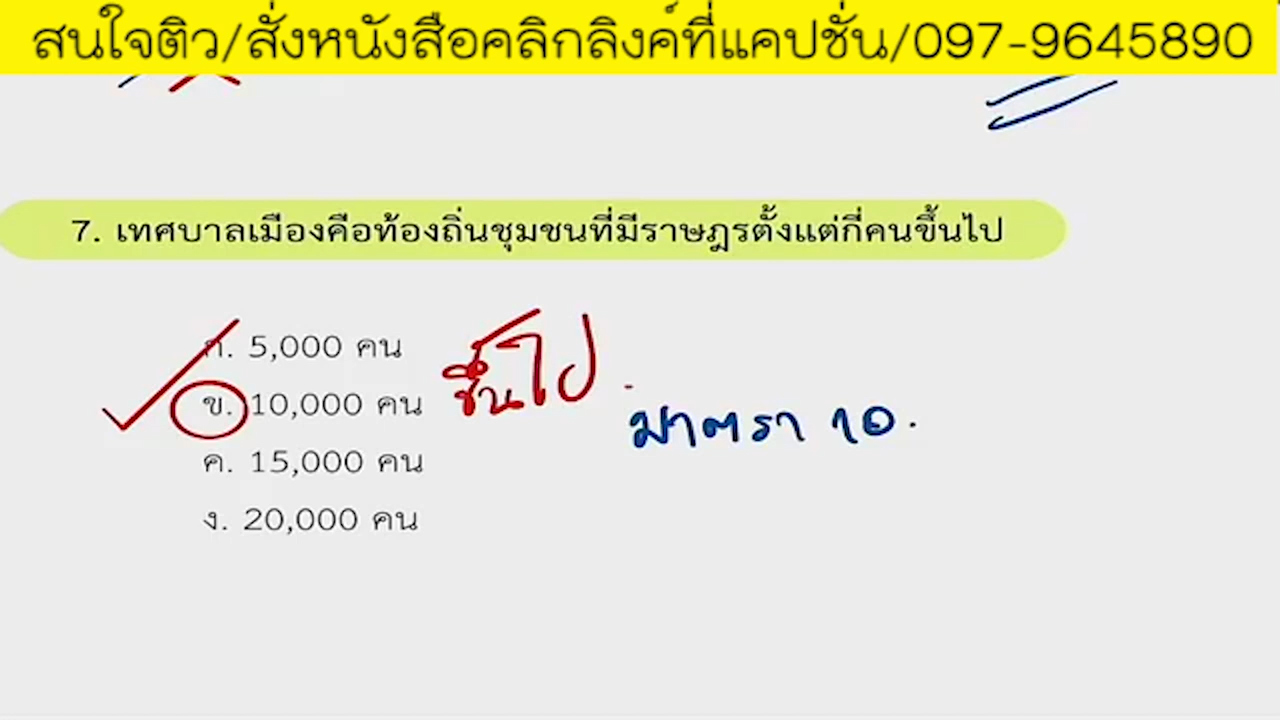 สนใจติว/สั่งหนังสือคลิกลิงค์ที่แคปชั่น/097-9645890
7. เทศบาลเมืองคือท้องถิ่นชุมชนที่มีราษฎรตั้งแต่กี่คนขึ้นไป
ก. 5,000 คน
ข. 10,000 คน ขึ้นไป
มาตรา 10.
ค. 15,000 คน
ง. 20,000 คน